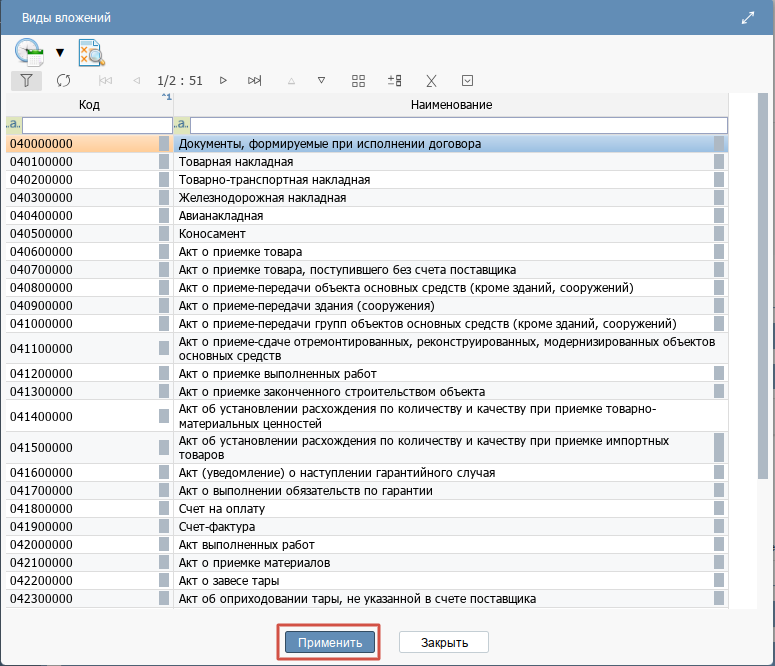 Виды вложений
1/2 : 51
Код
Наименование
..а..
..а..
040000000 Документы, формируемые при исполнении договора
040100000 Товарная накладная
040200000 Товарно-транспортная накладная
040300000 Железнодорожная накладная
040400000 Авианакладная
040500000 Коносамент
040600000 Акт о приемке товара
040700000 Акт о приемке товара, поступившего без счета поставщика
040800000 Акт о приеме-передачи объекта основных средств (кроме зданий, сооружений)
040900000 Акт о приеме-передачи здания (сооружения)
041000000 Акт о приеме-передачи групп объектов основных средств (кроме зданий, сооружений)
041100000 Акт о приеме-сдаче отремонтированных, реконструированных, модернизированных объектов
основных средств
041200000 Акт о приемке выполненных работ
041300000 Акт о приемке законченного строительством объекта
041400000 Акт об установлении расхождения по количеству и качеству при приемке товарно-
материальных ценностей
041500000 Акт об установлении расхождения по количеству и качеству при приемке импортных
товаров
041600000 Акт (уведомление) о наступлении гарантийного случая
041700000 Акт о выполнении обязательств по гарантии
041800000 Счет на оплату
041900000 Счет-фактура
042000000 Акт выполненных работ
042100000 Акт о приемке материалов
042200000 Акт о завесе тары
042300000 Акт об оприходовании тары, не указанной в счете поставщика
Применить
Закрыть